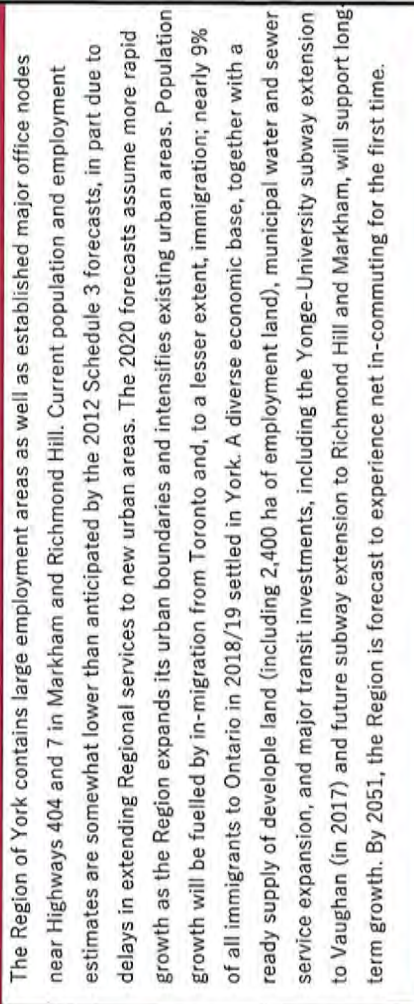 The Region of York contains large employment areas as well as established major office nodes
near Highways 404 and 7 in Markham and Richmond Hill. Current population and employment
estimates are somewhat lower than anticipated by the 2012 Schedule 3 forecasts, in part due to
delays in extending Regional services to new urban areas. The 2020 forecasts assume more rapid
growth as the Region expands its urban boundaries and intensifies existing urban areas. Population
growth will be fuelled by in-migration from Toronto and, to a lesser extent, immigration; nearly 9%
of all immigrants to Ontario in 2018/19 settled in York. A diverse economic base, together with a
ready supply of develope land (including 2,400 ha of employment land), municipal water and sewer
service expansion, and major transit investments, including the Yonge-University subway extension
to Vaughan (in 2017) and future subway extension to Richmond Hill and Markham, will support long-
term growth. By 2051, the Region is forecast to experience net in-commuting for the first time.